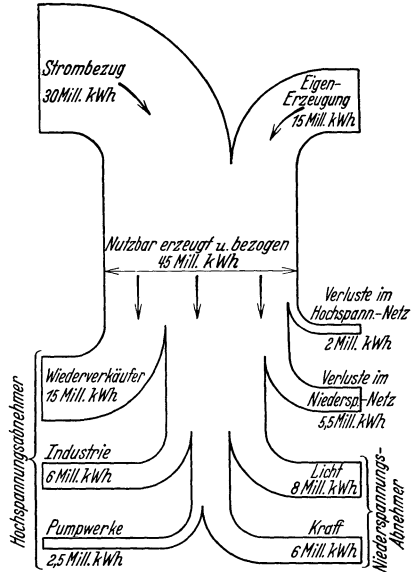 Strombezug
30 Mill. kWh
Eigen-
Erzeugung
15 Mill. kWh
Nutzbar erzeugt u. bezogen
45 Mill. kWh
Verluste im
Hochspann.-Netz
2 Mill. kWh
Wiederverkäufer
15 Mill. kWh
Verluste im
Niedersp.-Netz
5,5 Mill. kWh
Industrie
6 Mill. kWh
Licht
8 Mill. kWh
Pumpwerke
2,5 Mill. kWh
Kraft
6 Mill. kWh
Hochspannungsabnehmer
Niederspannungs-
Abnehmer